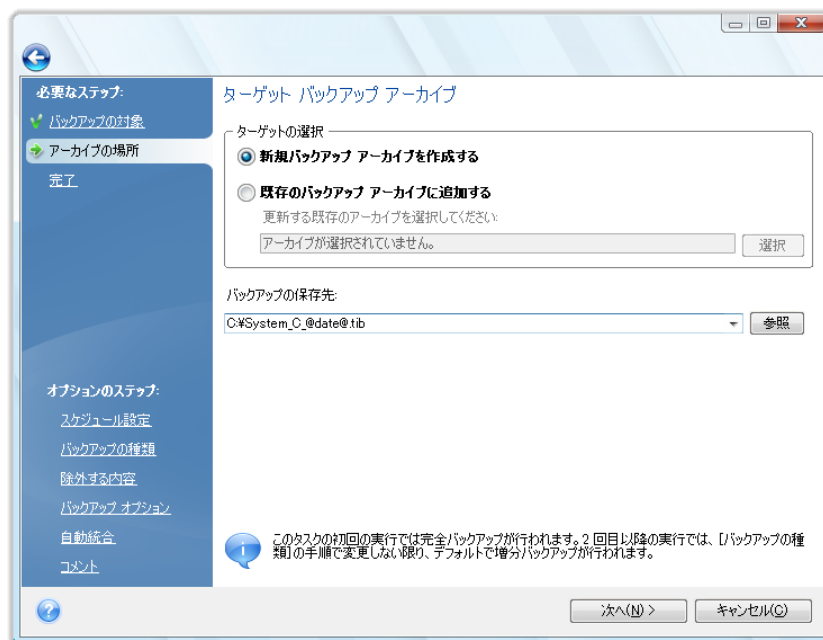 必要なステップ:
バックアップの対象
アーカイブの場所
完了
オプションのステップ:
スケジュール設定
バックアップの種類
除外する内容
バックアップ オプション
自動統合
コメント
ターゲット バックアップ アーカイブ
ターゲットの選択
新規バックアップ アーカイブを作成する
既存のバックアップ アーカイブに追加する
更新する既存のアーカイブを選択してください:
アーカイブが選択されていません。
選択
バックアップの保存先:
C:¥System_C_@date@.tib
参照
このタスクの初回の実行では完全バックアップが行われます。2 回目以降の実行では、[バックアップの種
類]の手順で変更しない限り、デフォルトで増分バックアップが行われます。
次へ(N) >
キャンセル(C)